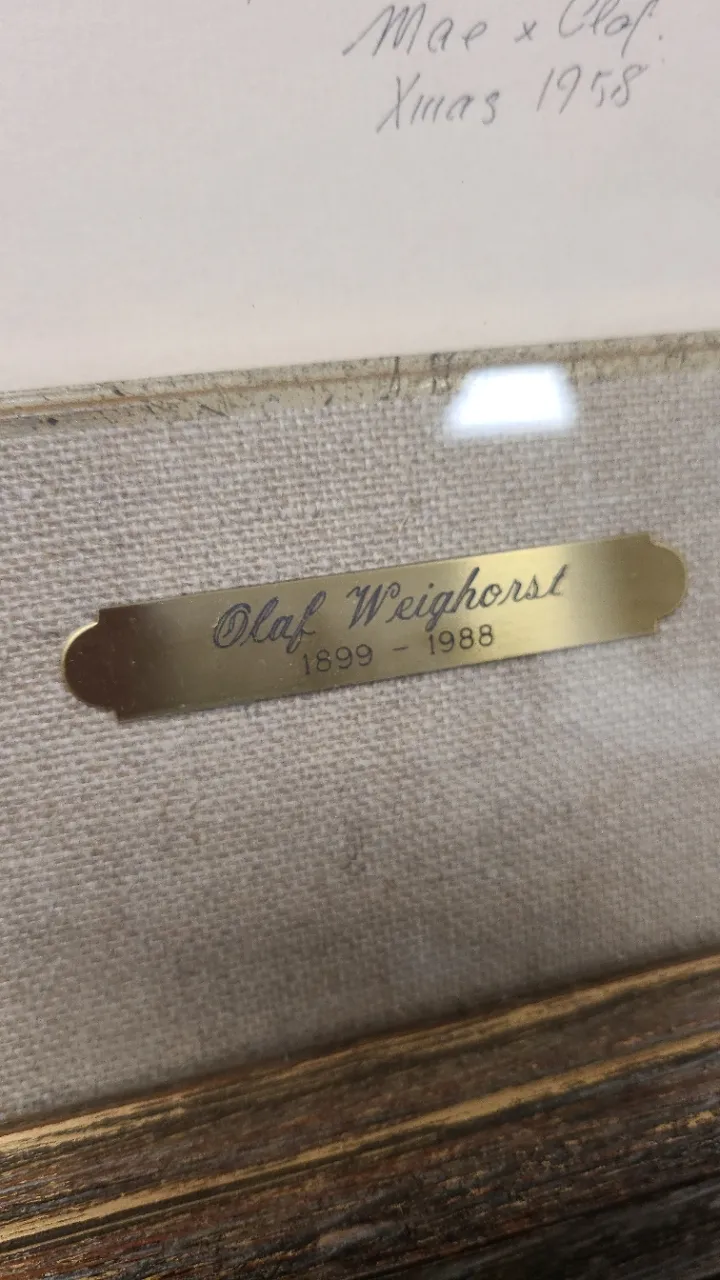 Mae x Olaf.
Xmas 1958
Olaf Weighorst
1899 - 1988